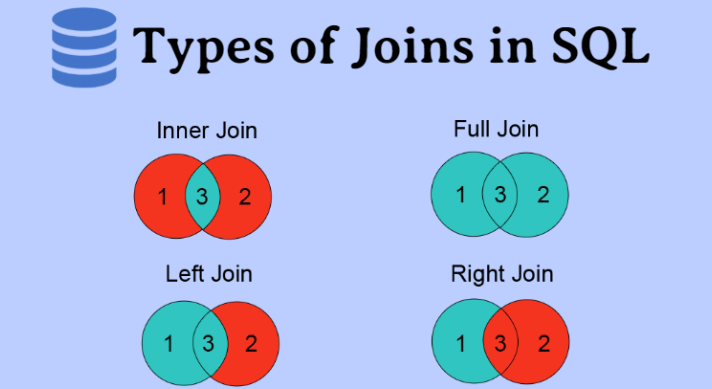 Types of Joins in SQL
Inner Join
1 3 2
Full Join
1 3 2
Left Join
1 3 2
Right Join
1 3 2